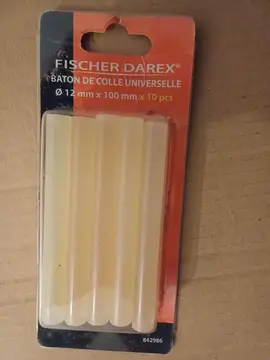 FISCHER DAREX®
BATON DE COLLE UNIVERSELLE
Ø 12 mm x 100 mm x 10 pcs
842986